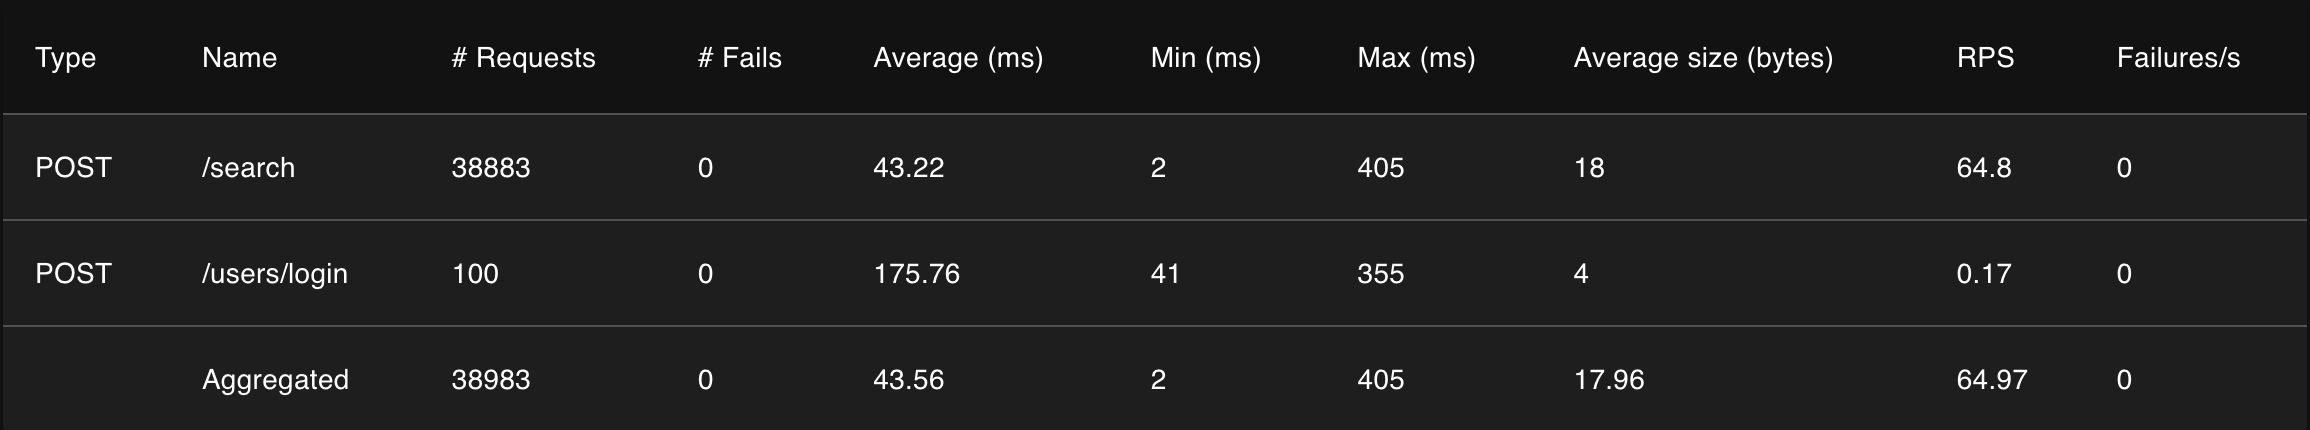 Type Name # Requests # Fails Average (ms) Min (ms) Max (ms) Average size (bytes) RPS Failures/s
POST /search 38883 0 43.22 2 405 18 64.8 0
POST /users/login 100 0 175.76 41 355 4 0.17 0
Aggregated 38983 0 43.56 2 405 17.96 64.97 0